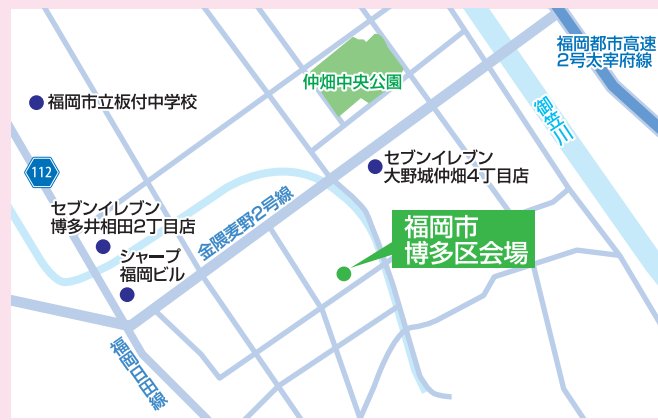 福岡都市高速
2号太宰府線
仲畑中央公園
御笠川
福岡市立板付中学校
セブンイレブン
大野城仲畑4丁目店
112
セブンイレブン
博多井相田2丁目店
金隈麦野2号線
福岡市
博多区会場
シャープ
福岡ビル
福岡日田線